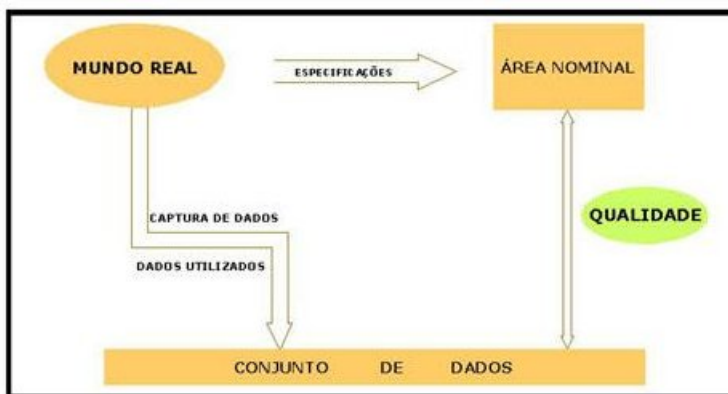 MUNDO REAL
ESPECIFICAÇÕES
ÁREA NOMINAL
CAPTURA DE DADOS
QUALIDADE
DADOS UTILIZADOS
CONJUNTO DE DADOS